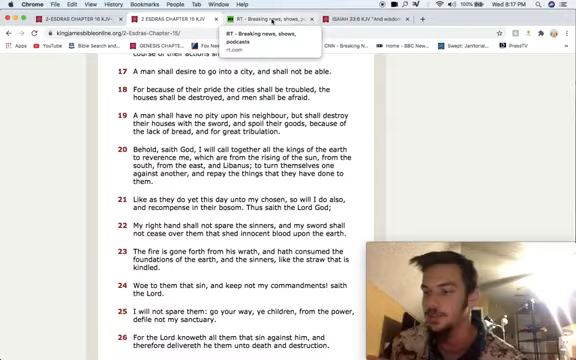 Chrome File Edit View History Bookmarks People Tab Window Help
Mon 8:17 PM
2-ESDRAS CHAPTER 16 KJV
2 ESDRAS CHAPTER 15 KJV
RT - Breaking news, shows, p
ISAIAH 33:6 KJV "And wisdom
kingjamesbibleonline.org/2-Esdras-Chapter-15/
GENESIS CHAPTER
RT - Breaking news, shows,
podcasts
rt.com
course of their actions sh
17 A man shall desire to go into a city, and shall not be able.
18 For because of their pride the cities shall be troubled, the
houses shall be destroyed, and men shall be afraid.
19 A man shall have no pity upon his neighbour, but shall destroy
their houses with the sword, and spoil their goods, because of
the lack of bread, and for great tribulation.
20 Behold, saith God, I will call together all the kings of the earth
to reverence me, which are from the rising of the sun, from the
south, from the east, and Libanus; to turn themselves one
against another, and repay the things that they have done to
them.
21 Like as they do yet this day unto my chosen, so will I do also,
and recompense in their bosom. Thus saith the Lord God;
22 My right hand shall not spare the sinners, and my sword shall
not cease over them that shed innocent blood upon the earth.
23 The fire is gone forth from his wrath, and hath consumed the
foundations of the earth, and the sinners, like the straw that is
kindled.
24 Woe to them that sin, and keep not my commandments! saith
the Lord.
25 I will not spare them: go your way, ye children, from the power,
defile not my sanctuary.
26 For the Lord knoweth all them that sin against him, and
therefore delivereth he them unto death and destruction.